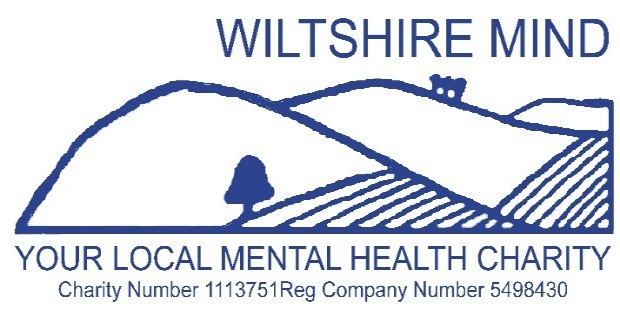 WILTSHIRE MIND
YOUR LOCAL MENTAL HEALTH CHARITY
Charity Number 1113751Reg Company Number 5498430